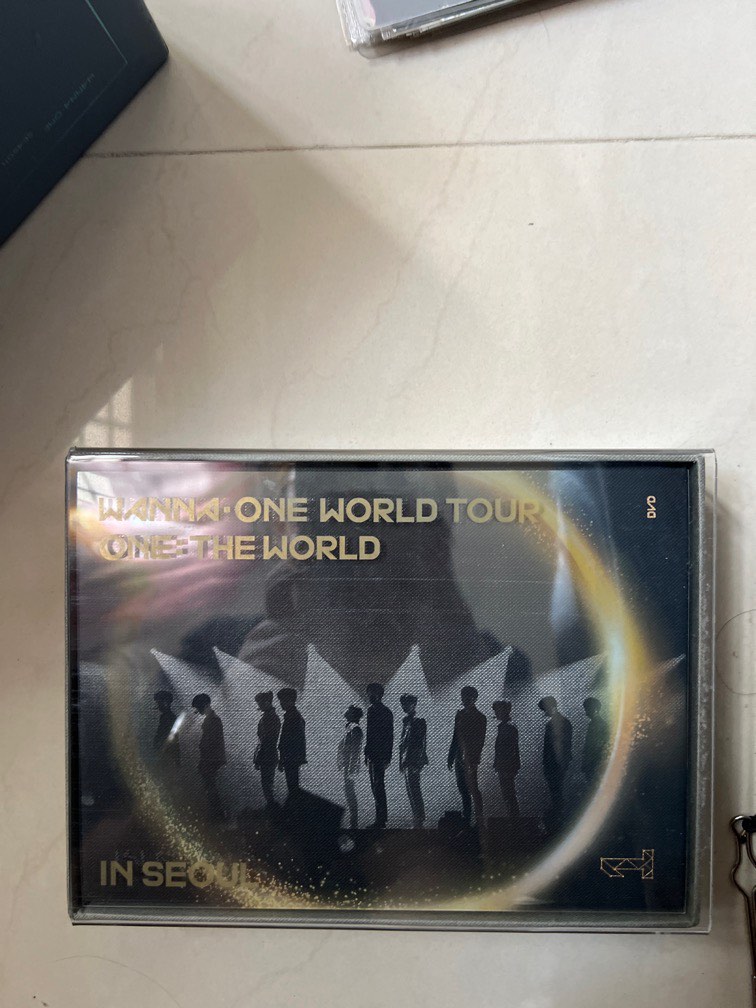 WANNA·ONE WORLD TOUR
ONE: THE WORLD
DVD
IN SEOUL